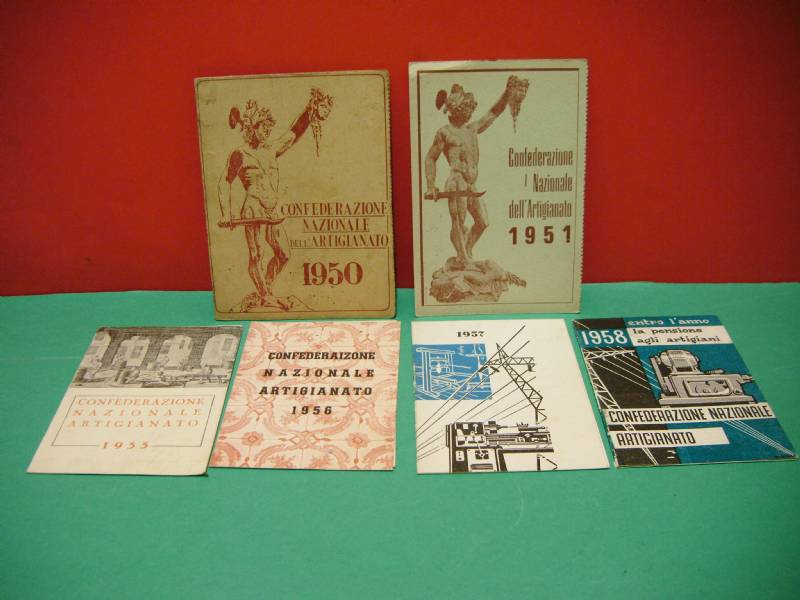 CONFEDERAZIONE
NAZIONALE
DELL'ARTIGIANATO
1950
Confederazione
Nazionale
dell'Artigianato
1951
CONFEDERAZIONE
NAZIONALE
ARTIGIANATO
1955
CONFEDERAIZONE
NAZIONALE
ARTIGIANATO
1956
1957
entro l'anno
1958 la pensione
agli artigiani
CONFEDERAZIONE NAZIONALE
ARTIGIANATO